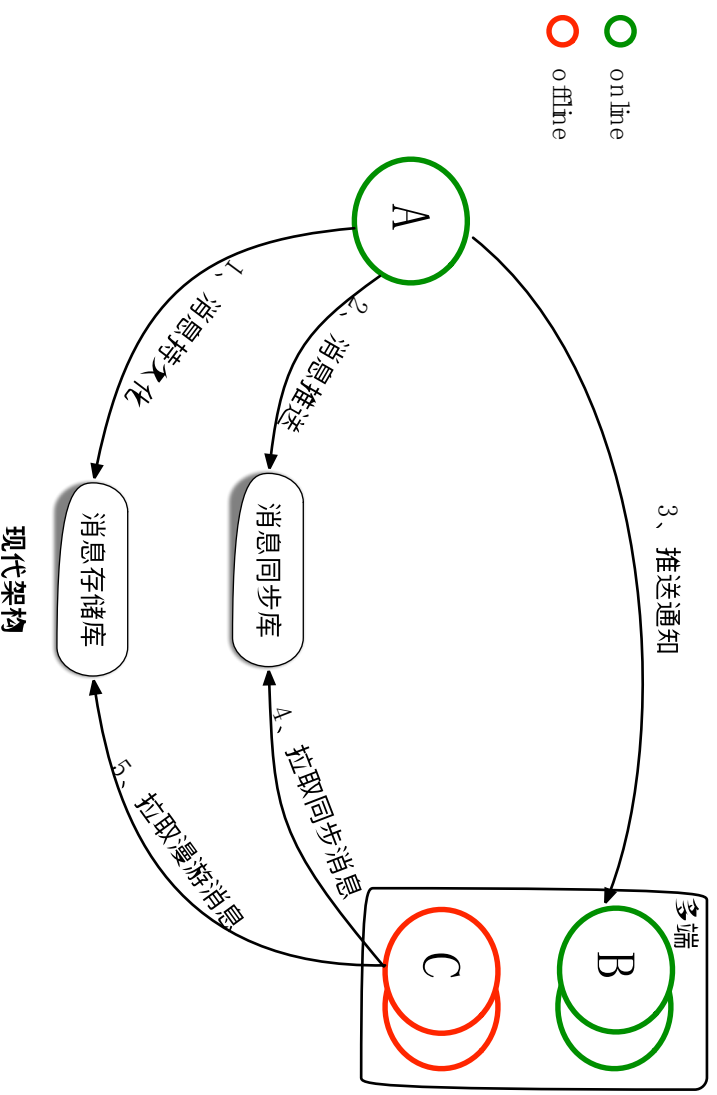 online
offline
A
3、推送通知
2、消息推送
1、消息持久化
消息同步库
消息存储库
4、拉取同步消息
5、拉取漫游消息
多端
B
C
现代架构